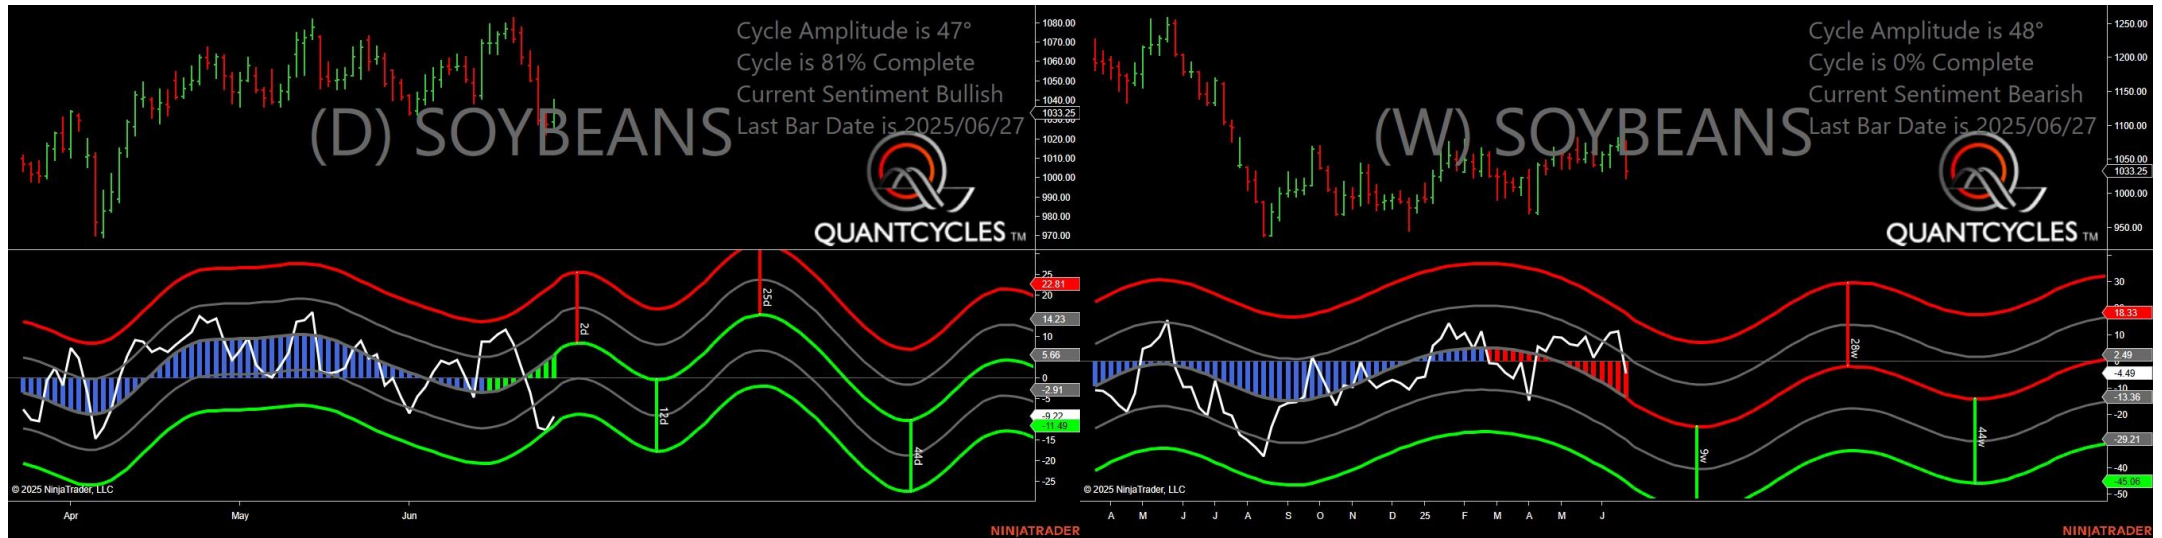 Cycle Amplitude is 47°
Cycle is 81% Complete
Current Sentiment Bullish
Last Bar Date is 2025/06/27
(D) SOYBEANS
QUANTCYCLES TM
1080.00
1070.00
1060.00
1050.00
1040.00
1033.25
1030.00
1020.00
1010.00
1000.00
990.00
980.00
970.00
25
22.81
20
14.23
10
5.66
0
-2.91
-5
-9.22
-11.49
-15
-20
-25
2d
12d
25d
44d
© 2025 NinjaTrader, LLC
Apr May Jun
NINJATRADER
Cycle Amplitude is 48°
Cycle is 0% Complete
Current Sentiment Bearish
Last Bar Date is 2025/06/27
(W) SOYBEANS
QUANTCYCLES TM
1250.00
1200.00
1150.00
1100.00
1050.00
1033.25
1000.00
950.00
30
18.33
10
2.49
-4.49
-10
-13.36
-20
-29.21
-40
-45.06
-50
9w
28w
44w
© 2025 NinjaTrader, LLC
A M J J A S O N D 25 F M A M J
NINJATRADER